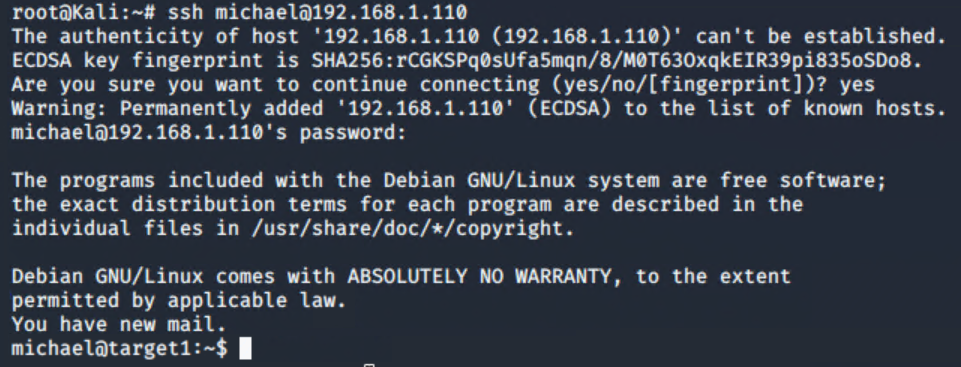 root@Kali:~# ssh michael@192.168.1.110
The authenticity of host '192.168.1.110 (192.168.1.110)' can't be established.
ECDSA key fingerprint is SHA256:rCGKSPq0sUfa5mqn/8/M0T63OxqkEIR39pi835oSDo8.
Are you sure you want to continue connecting (yes/no/[fingerprint])? yes
Warning: Permanently added '192.168.1.110' (ECDSA) to the list of known hosts.
michael@192.168.1.110's password:
The programs included with the Debian GNU/Linux system are free software;
the exact distribution terms for each program are described in the
individual files in /usr/share/doc/*/copyright.
Debian GNU/Linux comes with ABSOLUTELY NO WARRANTY, to the extent
permitted by applicable law.
You have new mail.
michael@target1:~$